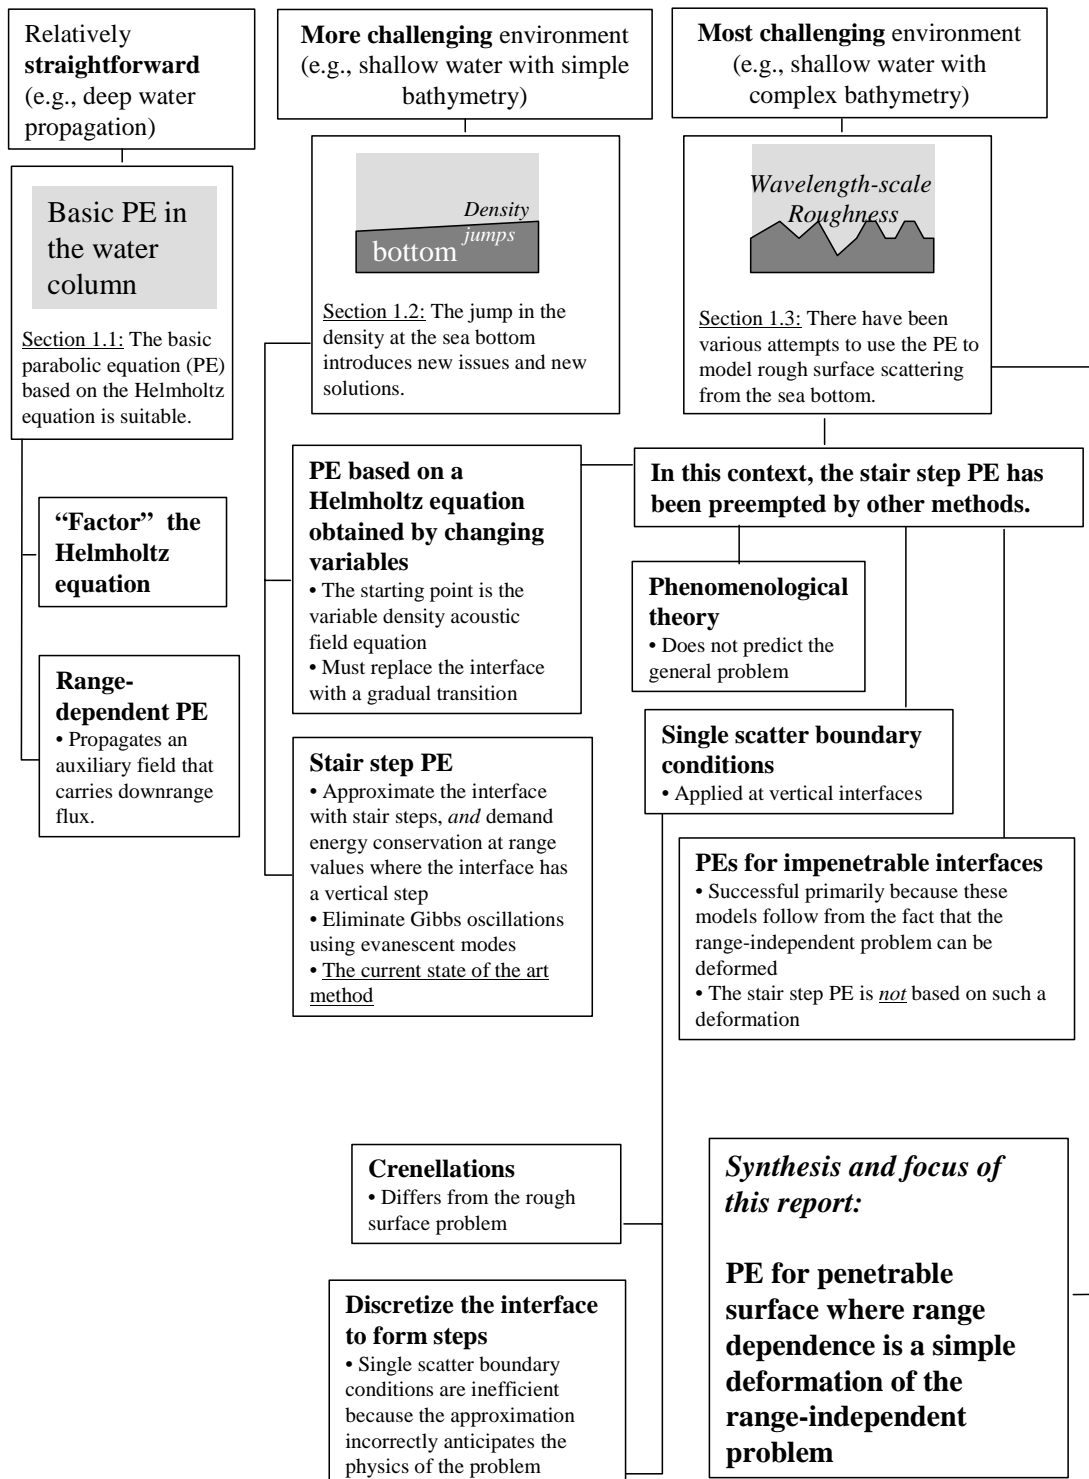 Relatively
straightforward
(e.g., deep water
propagation)
Basic PE in
the water
column
Section 1.1: The basic
parabolic equation (PE)
based on the Helmholtz
equation is suitable.
“Factor” the
Helmholtz
equation
Range-
dependent PE
• Propagates an
auxiliary field that
carries downrange
flux.
More challenging environment
(e.g., shallow water with simple
bathymetry)
Density
jumps
bottom
Section 1.2: The jump in the
density at the sea bottom
introduces new issues and new
solutions.
PE based on a
Helmholtz equation
obtained by changing
variables
• The starting point is the
variable density acoustic
field equation
• Must replace the interface
with a gradual transition
Stair step PE
• Approximate the interface
with stair steps, and demand
energy conservation at range
values where the interface has
a vertical step
• Eliminate Gibbs oscillations
using evanescent modes
• The current state of the art
method
Most challenging environment
(e.g., shallow water with
complex bathymetry)
Wavelength-scale
Roughness
Section 1.3: There have been
various attempts to use the PE to
model rough surface scattering
from the sea bottom.
In this context, the stair step PE has
been preempted by other methods.
Phenomenological
theory
• Does not predict the
general problem
Single scatter boundary
conditions
• Applied at vertical interfaces
PEs for impenetrable interfaces
• Successful primarily because these
models follow from the fact that the
range-independent problem can be
deformed
• The stair step PE is not based on such a
deformation
Crenellations
• Differs from the rough
surface problem
Discretize the interface
to form steps
• Single scatter boundary
conditions are inefficient
because the approximation
incorrectly anticipates the
physics of the problem
Synthesis and focus of
this report:
PE for penetrable
surface where range
dependence is a simple
deformation of the
range-independent
problem